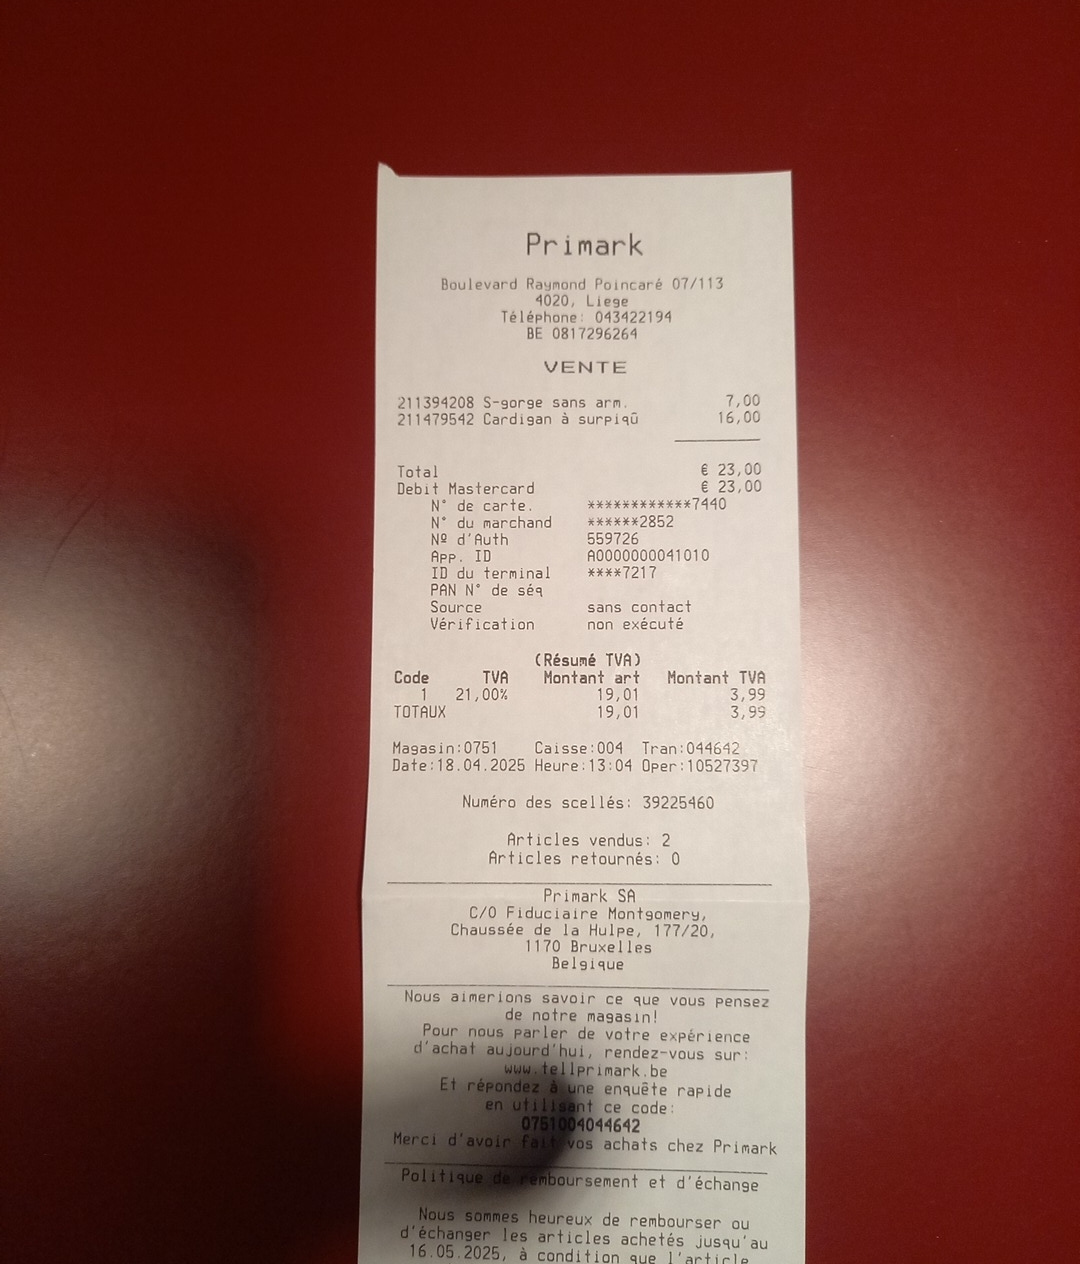 Primark
Boulevard Raymond Poincaré 07/113
4020, Liege
Téléphone: 043422194
BE 0817296264
VENTE
211394208 S-gorge sans arm. 7,00
211479542 Cardigan à surpiqû 16,00
Total € 23,00
Debit Mastercard € 23,00
N° de carte. ************7440
N° du marchand ******2852
Nº d'Auth 559726
App. ID A0000000041010
ID du terminal ****7217
PAN N° de séq
Source sans contact
Vérification non exécuté
(Résumé TVA)
Code TVA Montant art Montant TVA
1 21,00% 19,01 3,99
TOTAUX 19,01 3,99
Magasin:0751 Caisse:004 Tran:044642
Date:18.04.2025 Heure:13:04 Oper:10527397
Numéro des scellés: 39225460
Articles vendus: 2
Articles retournés: 0
Primark SA
C/O Fiduciaire Montgomery,
Chaussée de la Hulpe, 177/20,
1170 Bruxelles
Belgique
Nous aimerions savoir ce que vous pensez
de notre magasin!
Pour nous parler de votre expérience
d'achat aujourd'hui, rendez-vous sur:
www.tellprimark.be
Et répondez à une enquête rapide
en utilisant ce code:
0751004044642
Merci d'avoir fait vos achats chez Primark
Politique de remboursement et d'échange
Nous sommes heureux de rembourser ou
d'échanger les articles achetés jusqu'au
16.05.2025, à condition que l'article